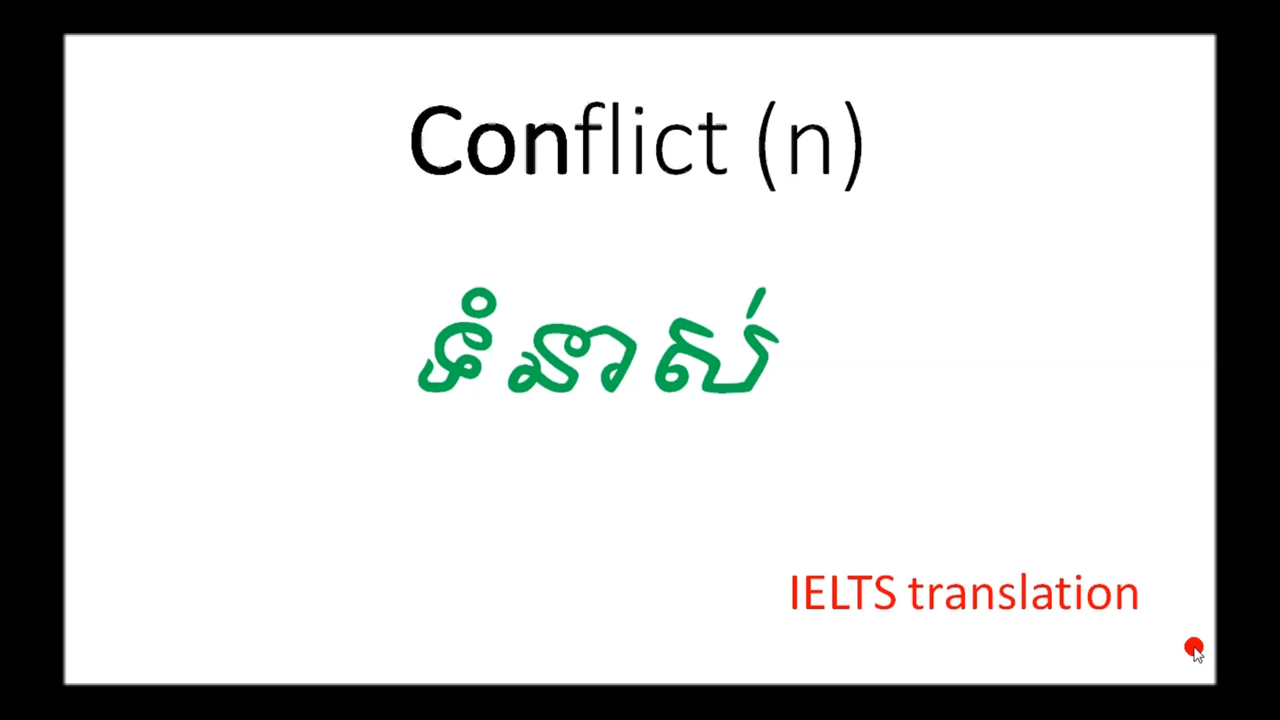 Conflict (n)
ទំនាស់
IELTS translation